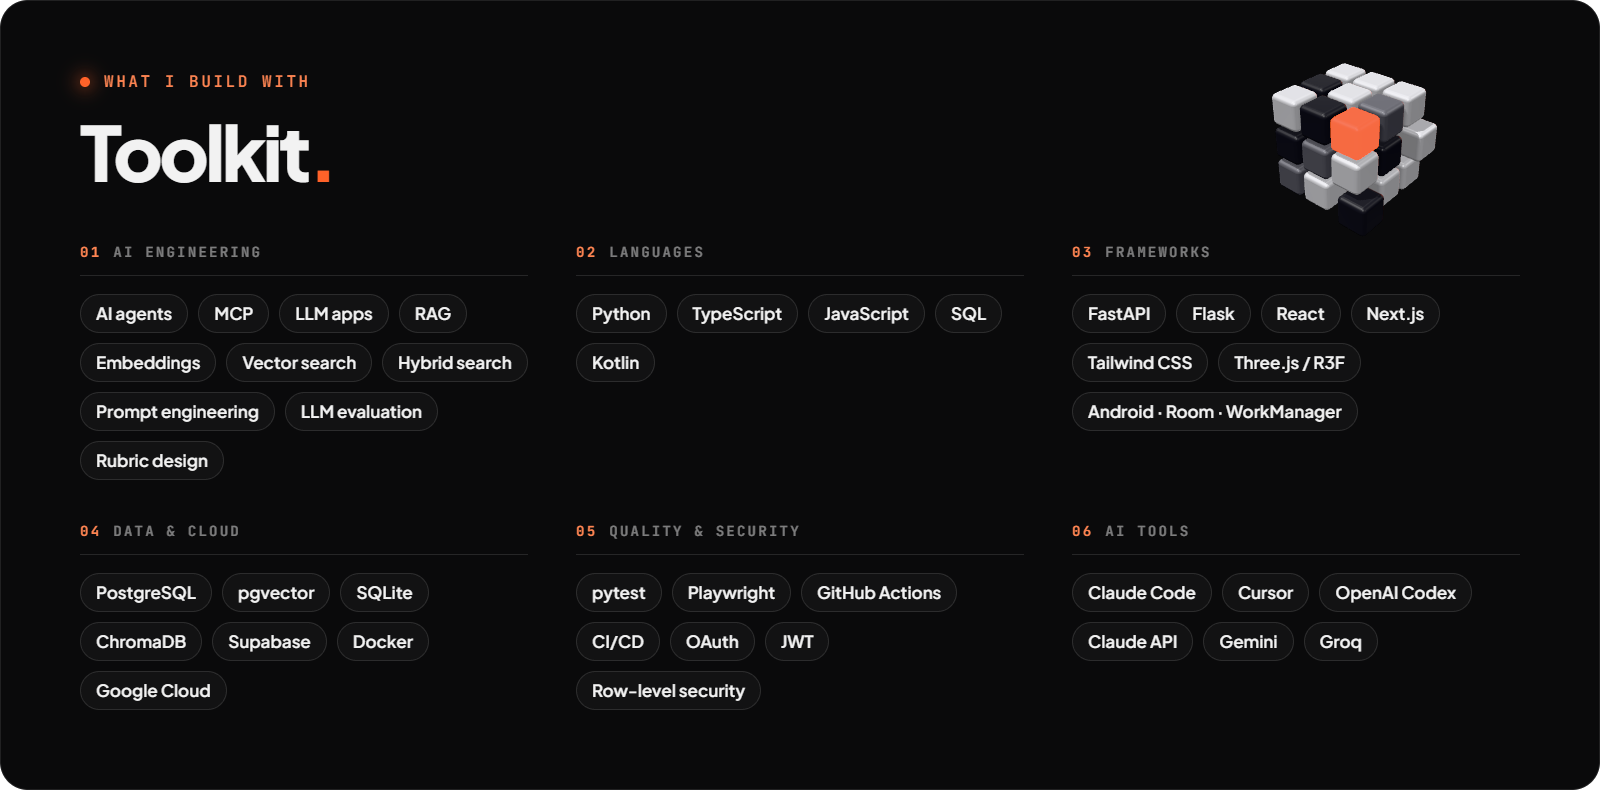 WHAT I BUILD WITH
Toolkit.
01 AI ENGINEERING
AI agents MCP LLM apps RAG
Embeddings Vector search Hybrid search
Prompt engineering LLM evaluation
Rubric design
02 LANGUAGES
Python TypeScript JavaScript SQL
Kotlin
03 FRAMEWORKS
FastAPI Flask React Next.js
Tailwind CSS Three.js / R3F
Android · Room · WorkManager
04 DATA & CLOUD
PostgreSQL pgvector SQLite
ChromaDB Supabase Docker
Google Cloud
05 QUALITY & SECURITY
pytest Playwright GitHub Actions
CI/CD OAuth JWT
Row-level security
06 AI TOOLS
Claude Code Cursor OpenAI Codex
Claude API Gemini Groq